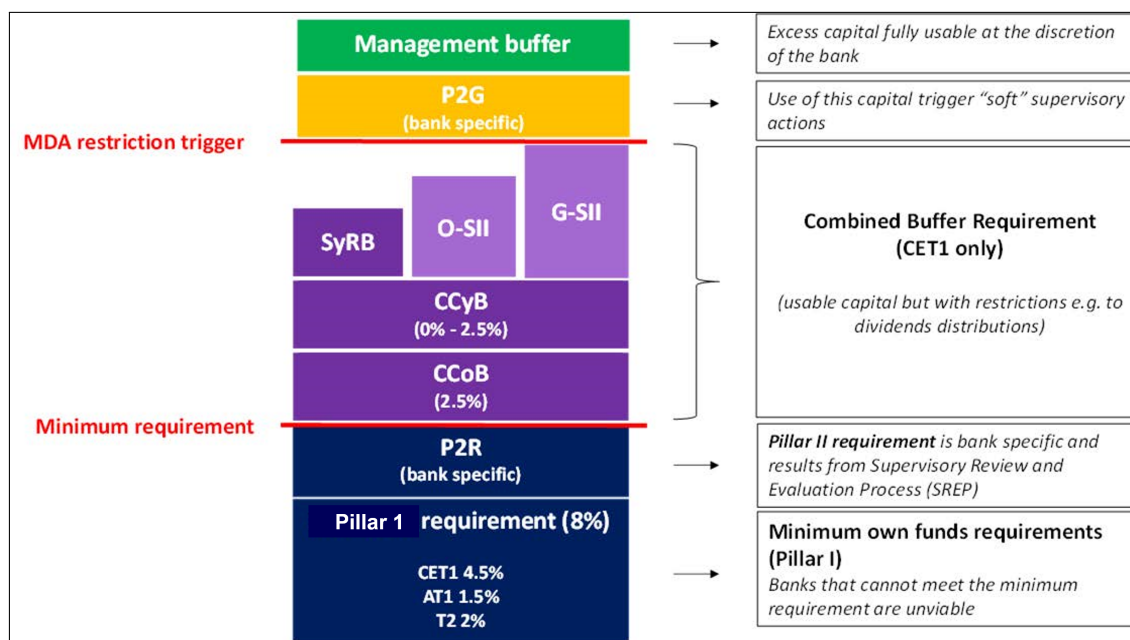 Management buffer
Excess capital fully usable at the discretion
of the bank
P2G
(bank specific)
Use of this capital trigger “soft” supervisory
actions
MDA restriction trigger
SyRB
O-SII
G-SII
Combined Buffer Requirement
(CET1 only)
(usable capital but with restrictions e.g. to
dividends distributions)
CCyB
(0% - 2.5%)
CCoB
(2.5%)
Minimum requirement
P2R
(bank specific)
Pillar II requirement is bank specific and
results from Supervisory Review and
Evaluation Process (SREP)
Pillar 1 requirement (8%)
CET1 4.5%
AT1 1.5%
T2 2%
Minimum own funds requirements
(Pillar I)
Banks that cannot meet the minimum
requirement are unviable